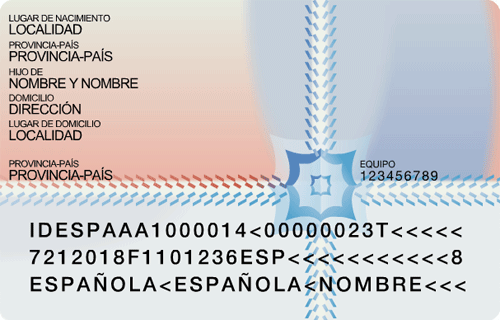 LUGAR DE NACIMIENTO
LOCALIDAD
PROVINCIA-PAÍS
PROVINCIA-PAÍS
HIJO DE
NOMBRE Y NOMBRE
DOMICILIO
DIRECCIÓN
LUGAR DE DOMICILIO
LOCALIDAD
PROVINCIA-PAÍS
PROVINCIA-PAÍS
EQUIPO
123456789
IDESPAAA1000014<00000023T<<<<<
7212018F1101236ESP<<<<<<<<<<<8
ESPAÑOLA<ESPAÑOLA<NOMBRE<<<